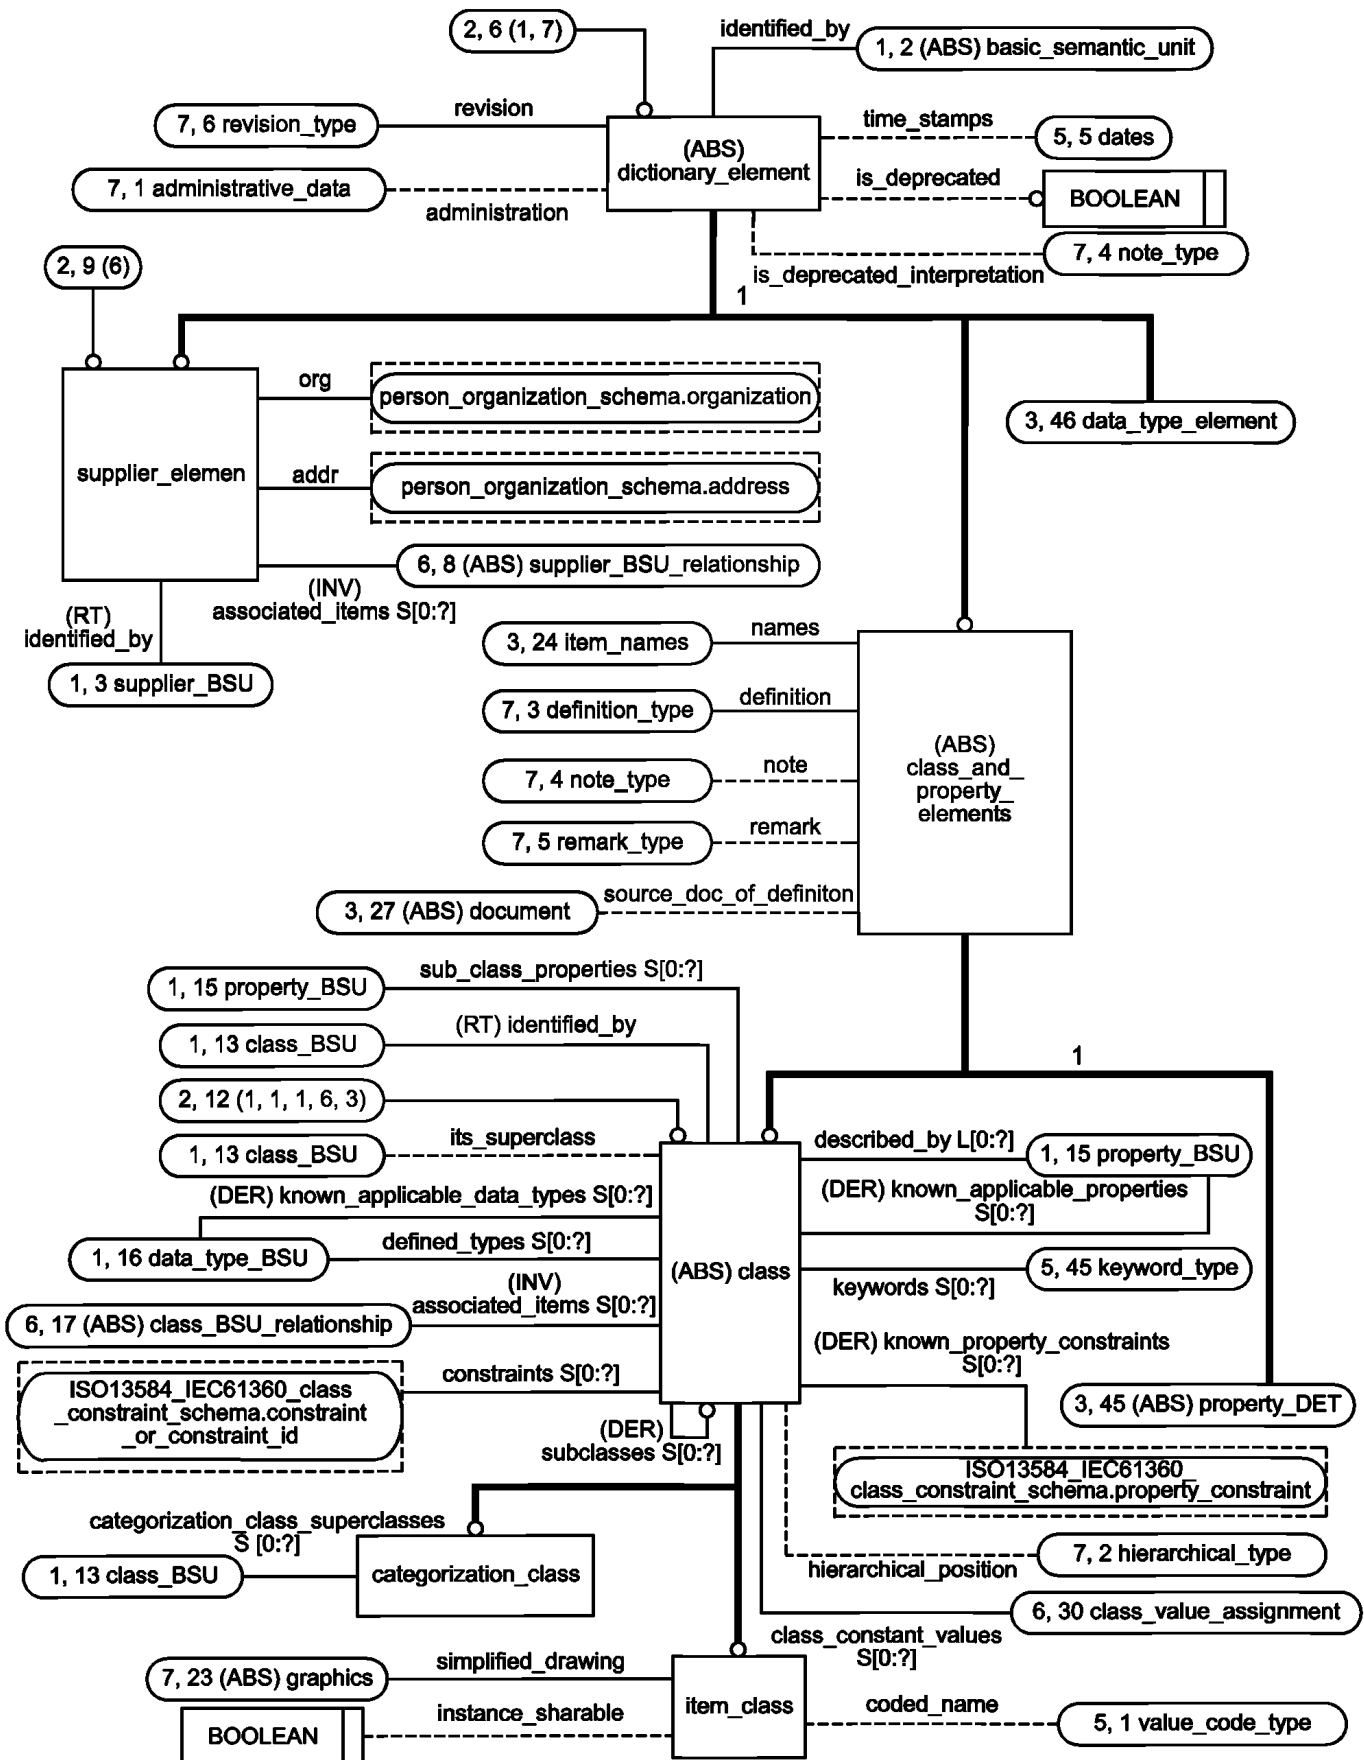 2, 6 (1, 7)
identified_by
1, 2 (ABS) basic_semantic_unit
revision
7, 6 revision_type
time_stamps
5, 5 dates
(ABS)
dictionary_element
7, 1 administrative_data
administration
is_deprecated
BOOLEAN
7, 4 note_type
is_deprecated_interpretation
1
2, 9 (6)
org
person_organization_schema.organization
3, 46 data_type_element
supplier_elemen
addr
person_organization_schema.address
6, 8 (ABS) supplier_BSU_relationship
(INV)
associated_items S[0:?]
(RT)
identified_by
1, 3 supplier_BSU
names
3, 24 item_names
definition
7, 3 definition_type
note
7, 4 note_type
remark
7, 5 remark_type
source_doc_of_definiton
3, 27 (ABS) document
(ABS)
class_and_
property_
elements
sub_class_properties S[0:?]
1, 15 property_BSU
(RT) identified_by
1, 13 class_BSU
1
2, 12 (1, 1, 1, 6, 3)
its_superclass
1, 13 class_BSU
described_by L[0:?]
1, 15 property_BSU
(DER) known_applicable_data_types S[0:?]
(DER) known_applicable_properties
S[0:?]
1, 16 data_type_BSU
defined_types S[0:?]
(ABS) class
5, 45 keyword_type
keywords S[0:?]
(INV)
associated_items S[0:?]
6, 17 (ABS) class_BSU_relationship
(DER) known_property_constraints
S[0:?]
constraints S[0:?]
ISO13584_IEC61360_class
_constraint_schema.constraint
_or_constraint_id
3, 45 (ABS) property_DET
(DER)
subclasses S[0:?]
ISO13584_IEC61360_
class_constraint_schema.property_constraint
categorization_class_superclasses
S [0:?]
1, 13 class_BSU
categorization_class
7, 2 hierarchical_type
hierarchical_position
6, 30 class_value_assignment
class_constant_values
S[0:?]
simplified_drawing
7, 23 (ABS) graphics
item_class
instance_sharable
BOOLEAN
coded_name
5, 1 value_code_type